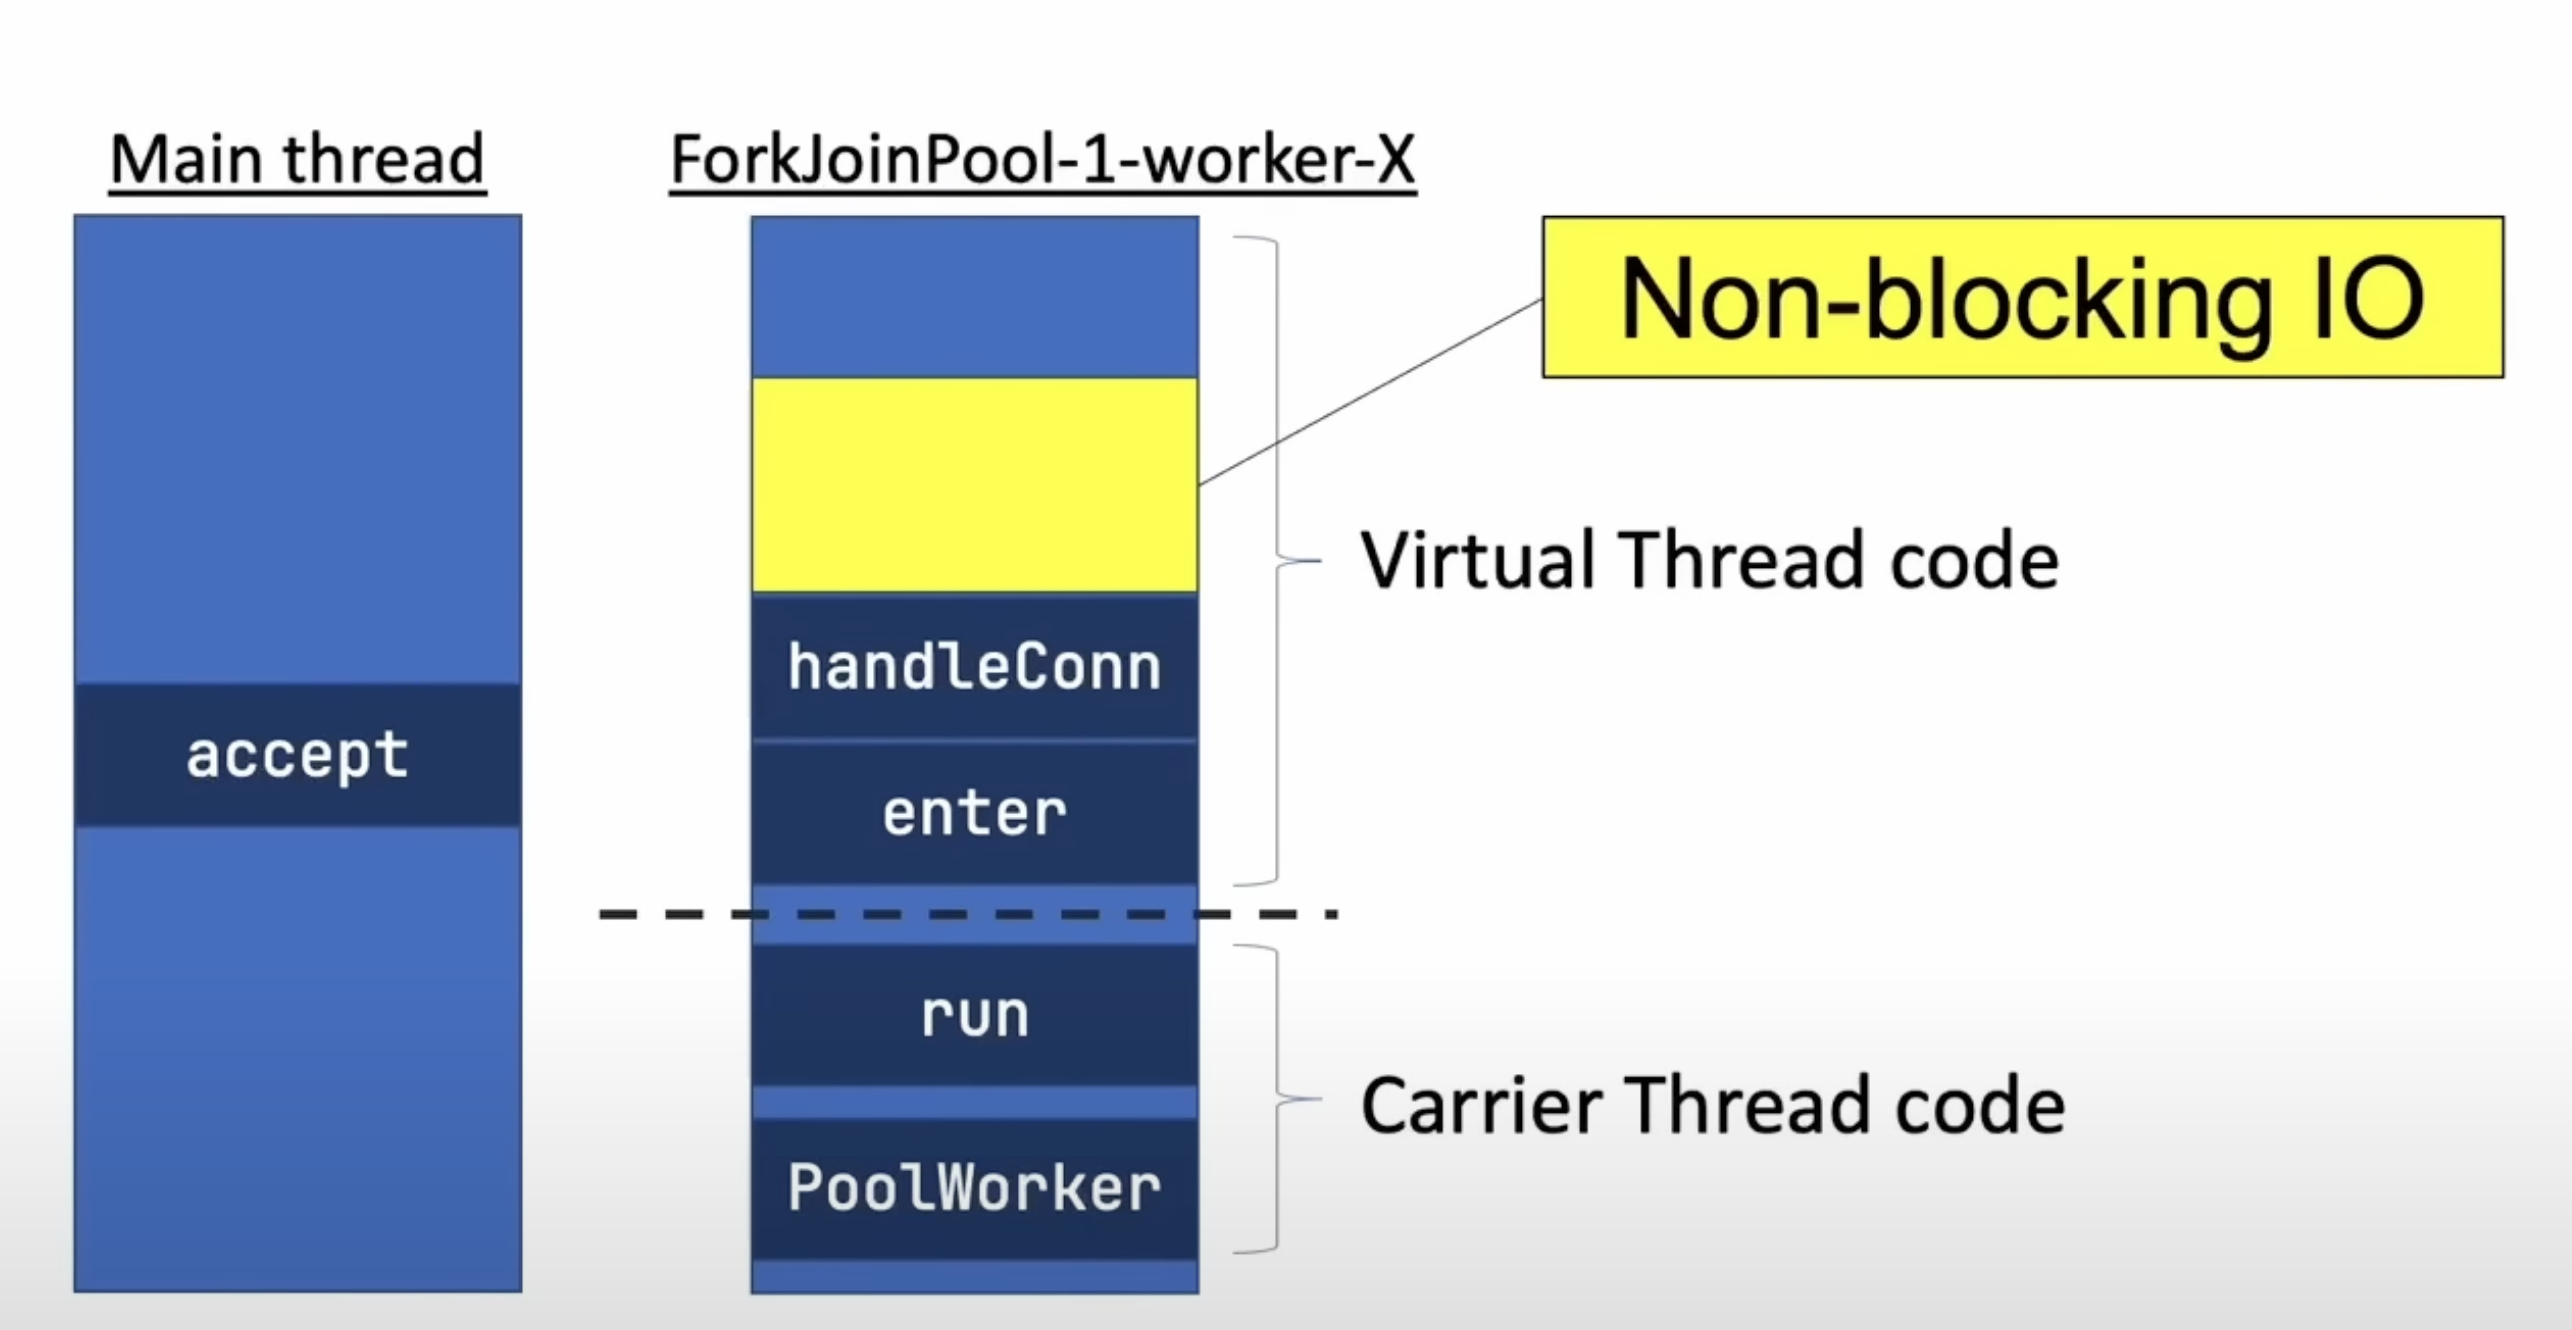 Main thread
ForkJoinPool-1-worker-X
Non-blocking IO
handleConn
Virtual Thread code
accept
enter
run
Carrier Thread code
PoolWorker